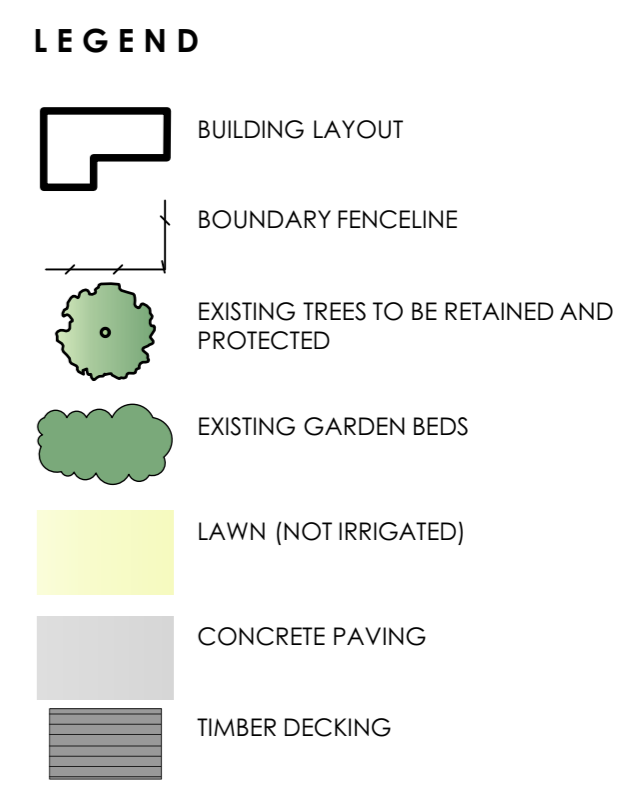 LEGEND
BUILDING LAYOUT
BOUNDARY FENCELINE
EXISTING TREES TO BE RETAINED AND
PROTECTED
EXISTING GARDEN BEDS
LAWN (NOT IRRIGATED)
CONCRETE PAVING
TIMBER DECKING